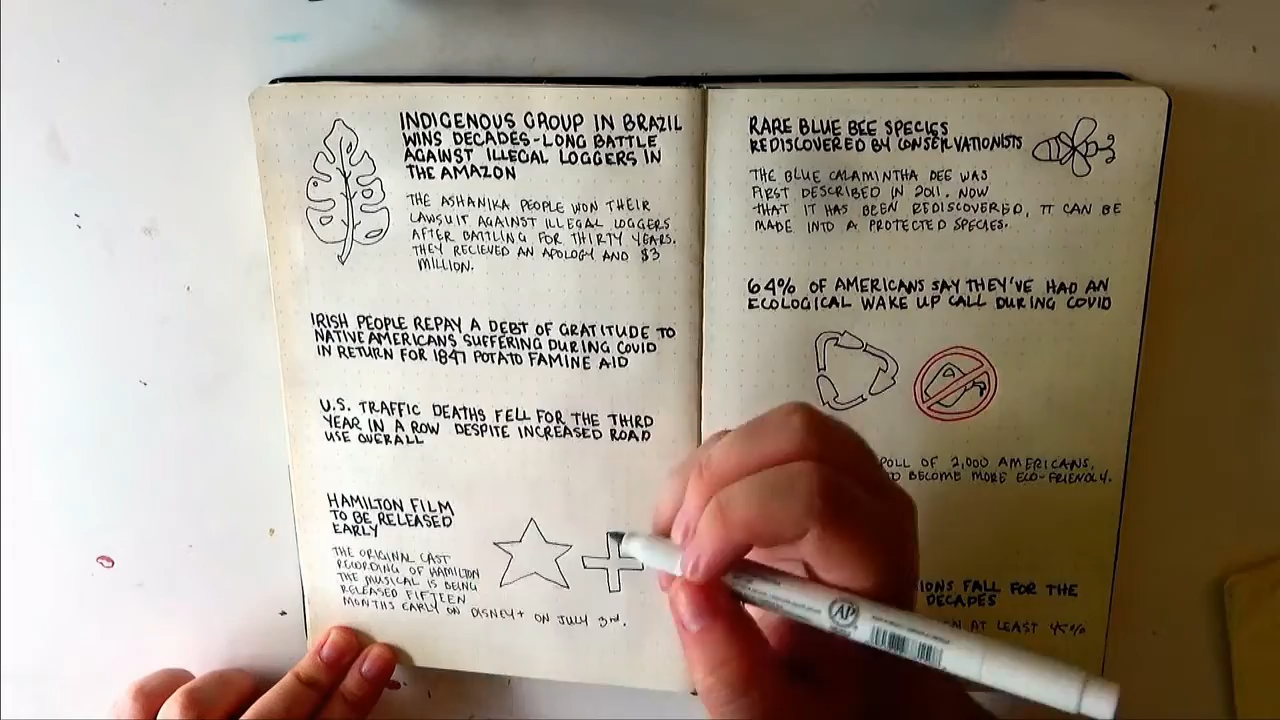 INDIGENOUS GROUP IN BRAZIL
WINS DECADES-LONG BATTLE
AGAINST ILLEGAL LOGGERS IN
THE AMAZON
THE ASHANIKA PEOPLE WON THEIR
LAWSUIT AGAINST ILLEGAL LOGGERS
AFTER BATTLING FOR THIRTY YEARS.
THEY RECIEVED AN APOLOGY AND $3
MILLION.
IRISH PEOPLE REPAY A DEBT OF GRATITUDE TO
NATIVE AMERICANS SUFFERING DURING COVID
IN RETURN FOR 1847 POTATO FAMINE AID
U.S. TRAFFIC DEATHS FELL FOR THE THIRD
YEAR IN A ROW DESPITE INCREASED ROAD
USE OVERALL
HAMILTON FILM
TO BE RELEASED
EARLY
THE ORIGINAL CAST
RECORDING OF HAMILTON
THE MUSICAL IS BEING
RELEASED FIFTEEN
MONTHS EARLY ON DISNEY+ ON JULY 3rd.
RARE BLUE BEE SPECIES
REDISCOVERED BY CONSERVATIONISTS
THE BLUE CALAMINTHA BEE WAS
FIRST DESCRIBED IN 2011. NOW
THAT IT HAS BEEN REDISCOVERED, IT CAN BE
MADE INTO A PROTECTED SPECIES.
64% OF AMERICANS SAY THEY'VE HAD AN
ECOLOGICAL WAKE UP CALL DURING COVID
POLL OF 2,000 AMERICANS,
BECOME MORE ECO-FRIENDLY.
FALL FOR THE
DECADES
AT LEAST 45%
AP